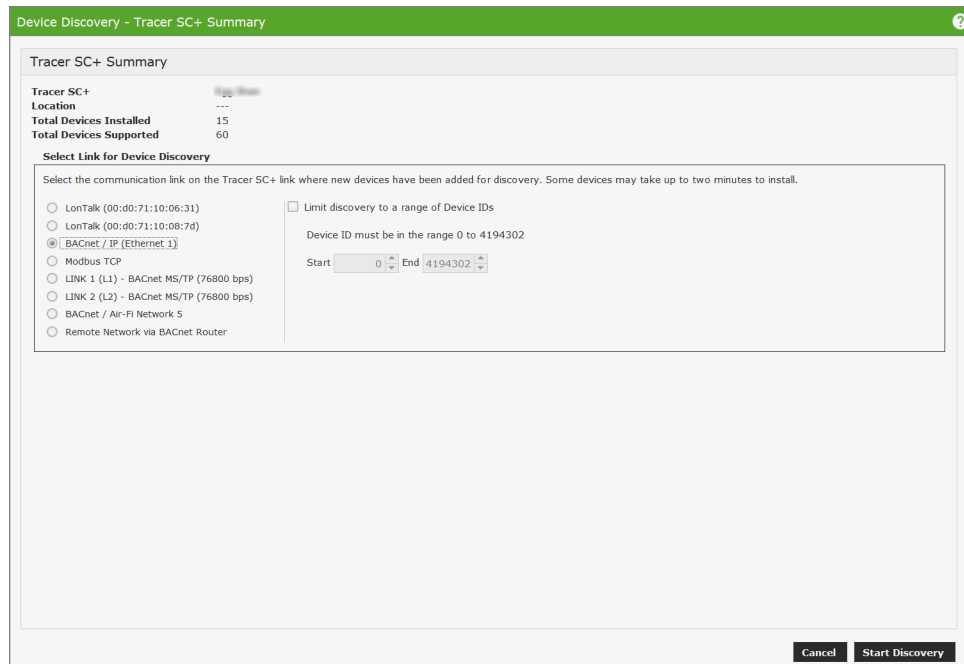 Device Discovery - Tracer SC+ Summary
?
Tracer SC+ Summary
Tracer SC+
Location ---
Total Devices Installed 15
Total Devices Supported 60
Select Link for Device Discovery
Select the communication link on the Tracer SC+ link where new devices have been added for discovery. Some devices may take up to two minutes to install.
LonTalk (00:d0:71:10:06:31)
LonTalk (00:d0:71:10:08:7d)
BACnet / IP (Ethernet 1)
Modbus TCP
LINK 1 (L1) - BACnet MS/TP (76800 bps)
LINK 2 (L2) - BACnet MS/TP (76800 bps)
BACnet / Air-Fi Network 5
Remote Network via BACnet Router
Limit discovery to a range of Device IDs
Device ID must be in the range 0 to 4194302
Start 0 End 4194302
Cancel Start Discovery